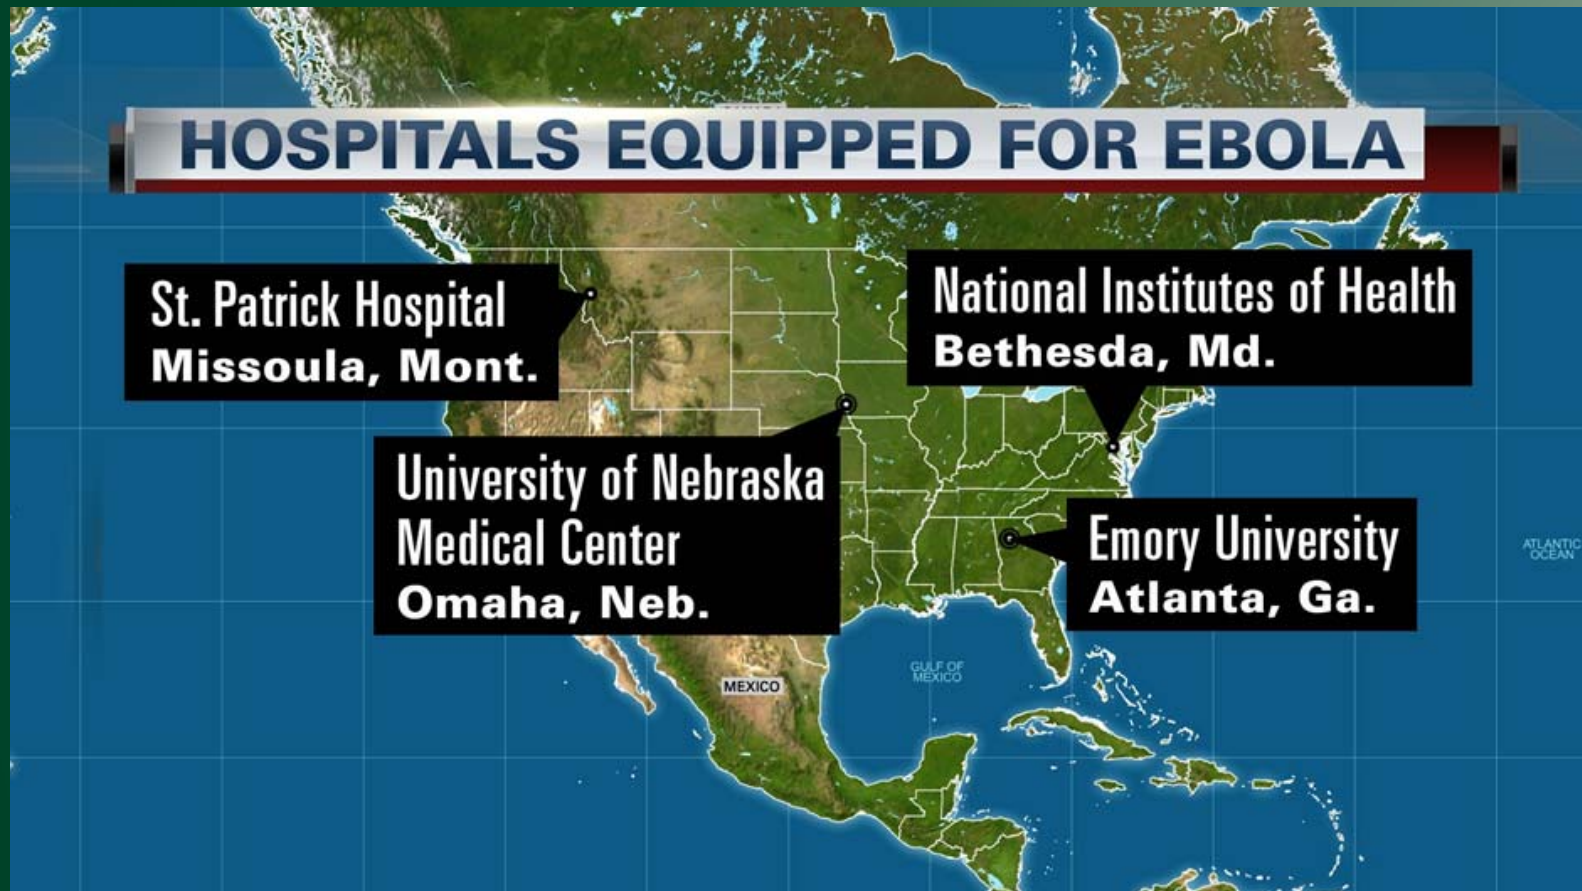 HOSPITALS EQUIPPED FOR EBOLA
St. Patrick Hospital
Missoula, Mont.
National Institutes of Health
Bethesda, Md.
University of Nebraska
Medical Center
Omaha, Neb.
Emory University
Atlanta, Ga.
ATLANTIC
OCEAN
GULF OF
MEXICO
MEXICO